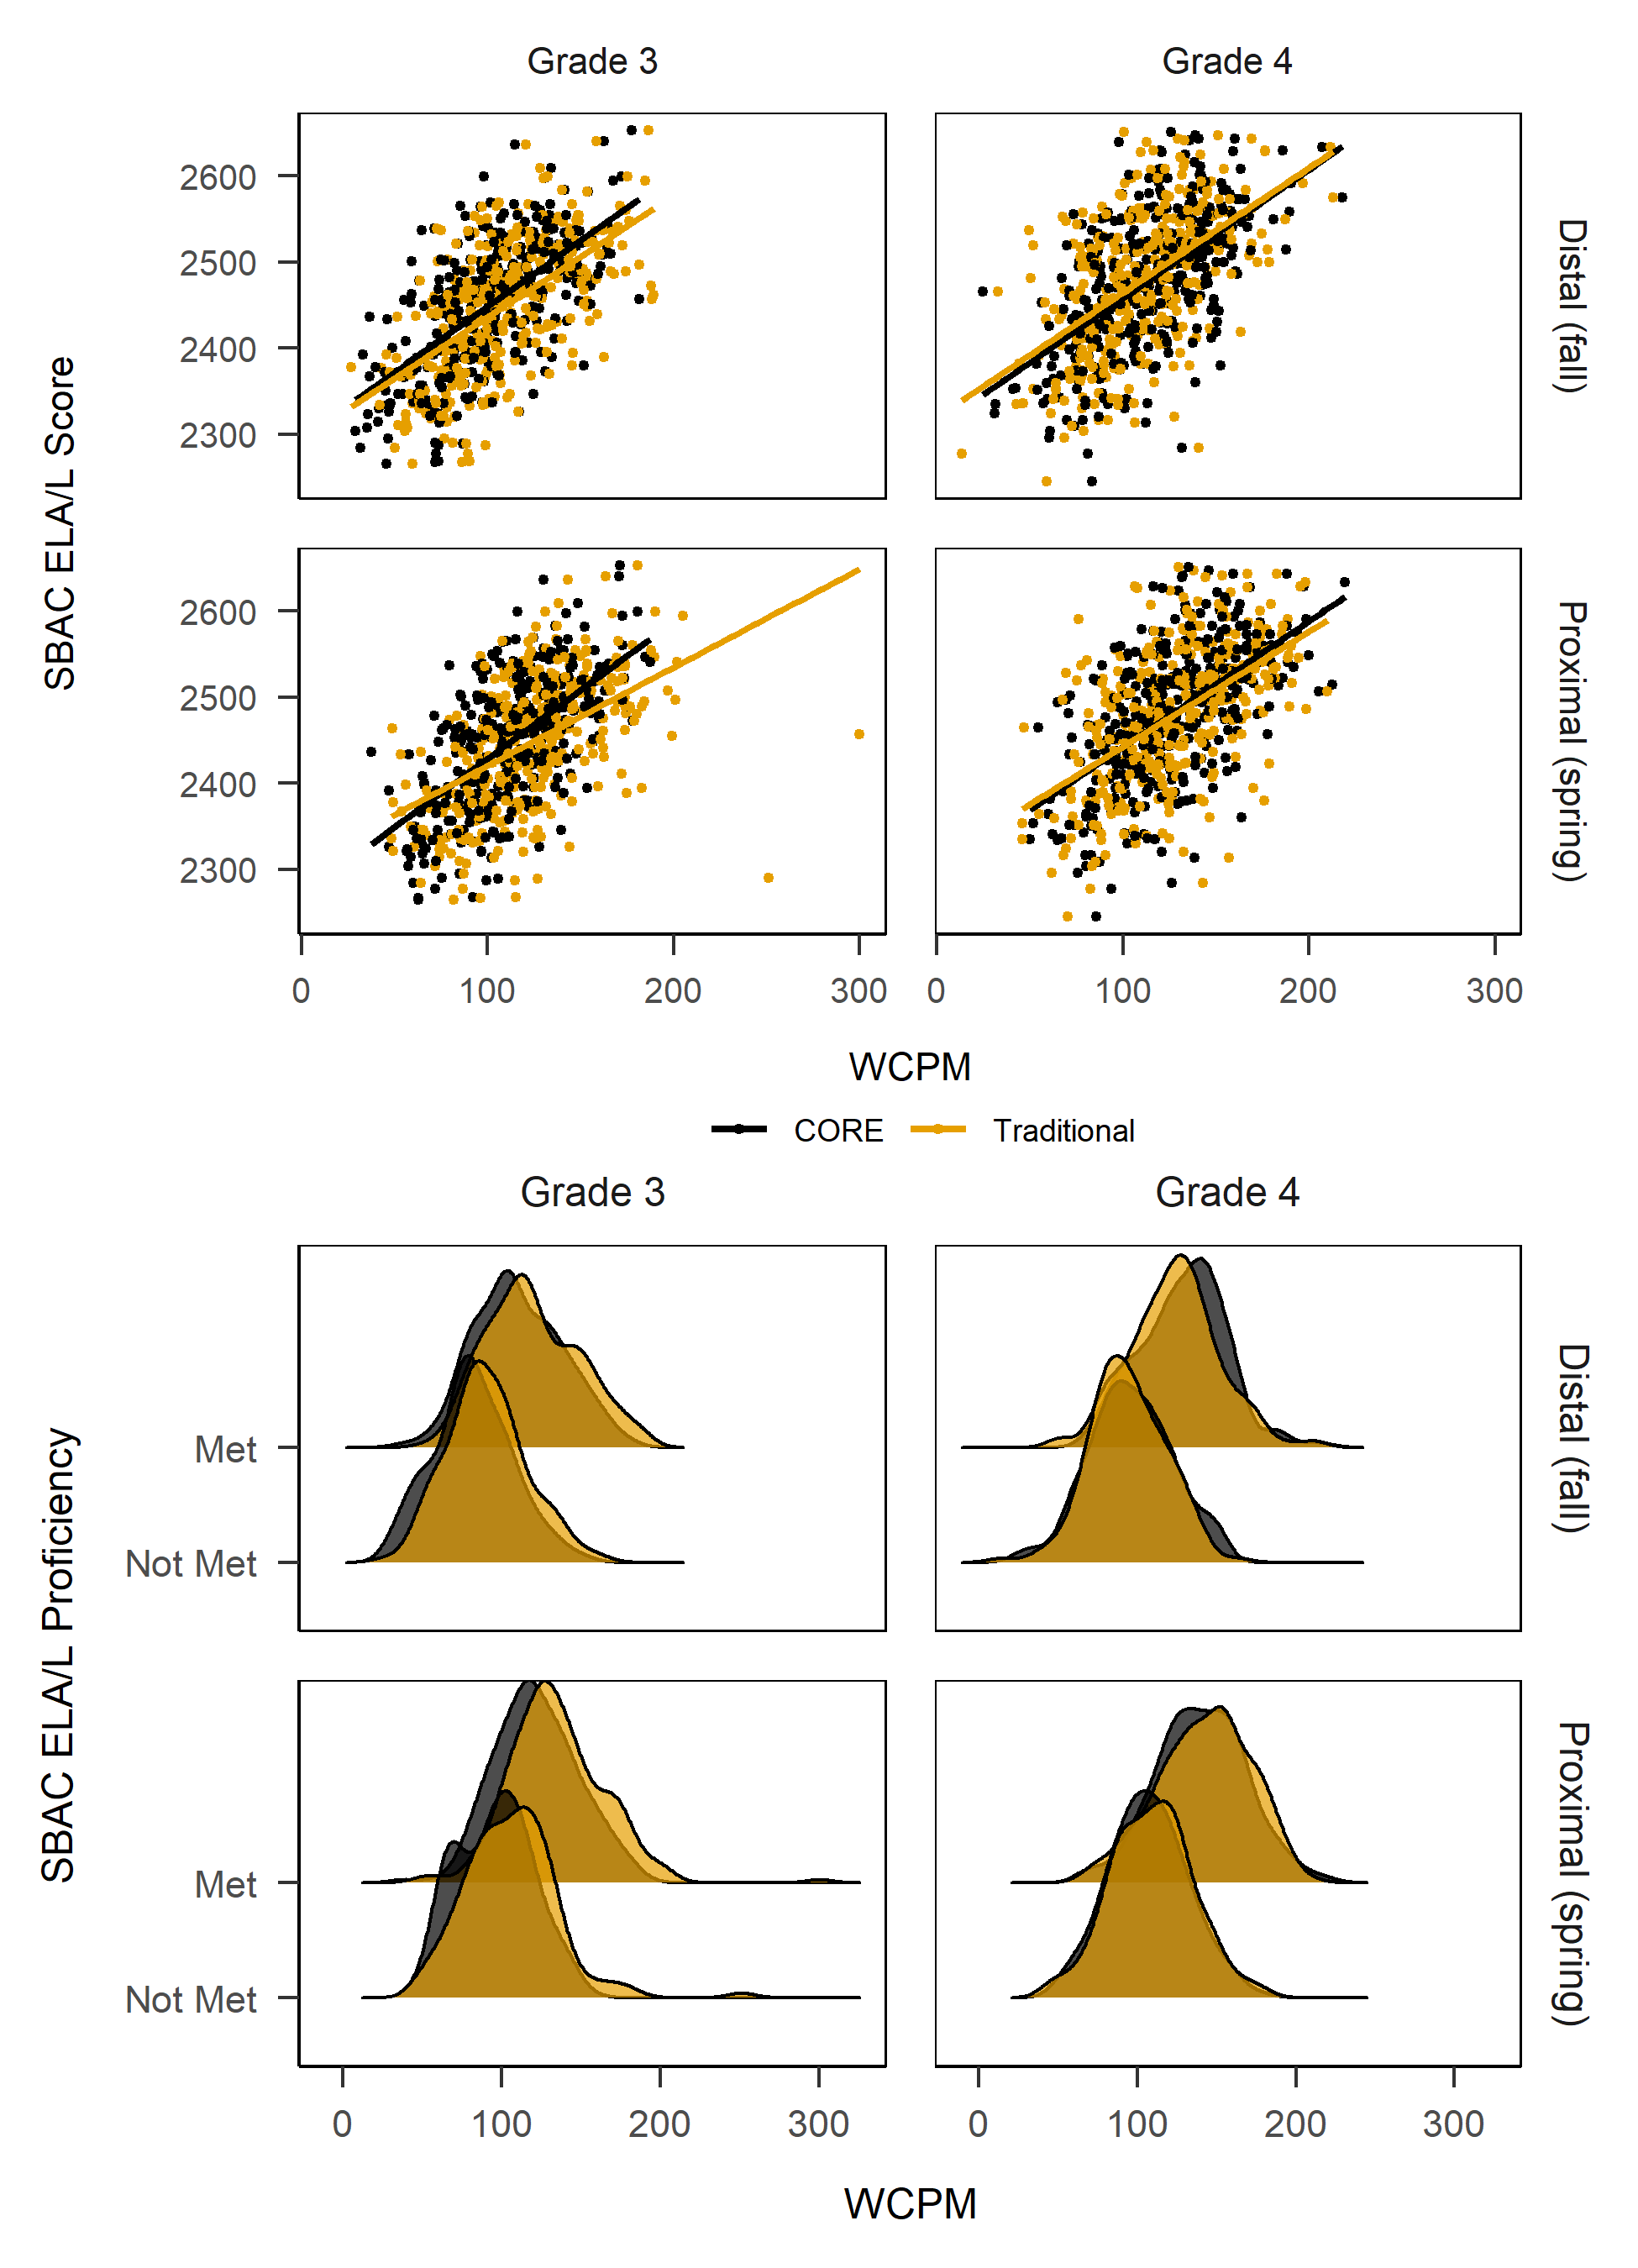 Grade 3
Grade 4
SBAC ELA/L Score
2600
2500
2400
2300
Distal (fall)
2600
2500
2400
2300
Proximal (spring)
0 100 200 300
0 100 200 300
WCPM
CORE Traditional
Grade 3
Grade 4
SBAC ELA/L Proficiency
Met
Not Met
Distal (fall)
Met
Not Met
Proximal (spring)
0 100 200 300
0 100 200 300
WCPM